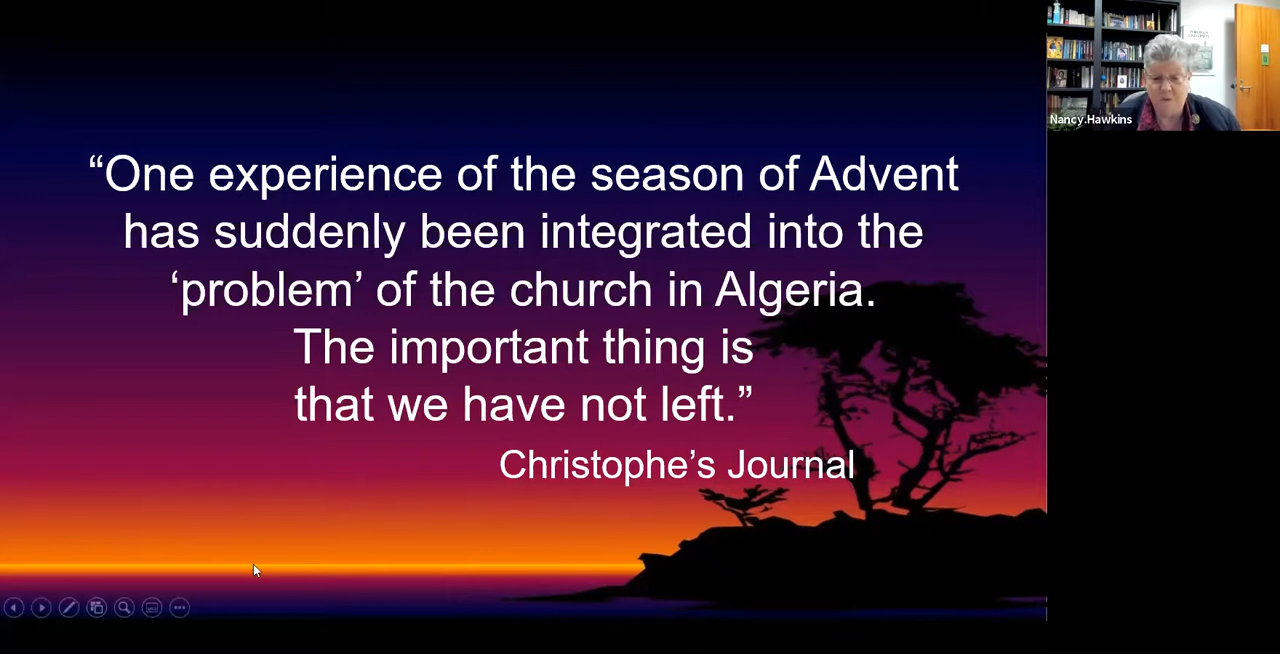 “One experience of the season of Advent
has suddenly been integrated into the
‘problem’ of the church in Algeria.
The important thing is
that we have not left.”
Christophe’s Journal
Nancy.Hawkins